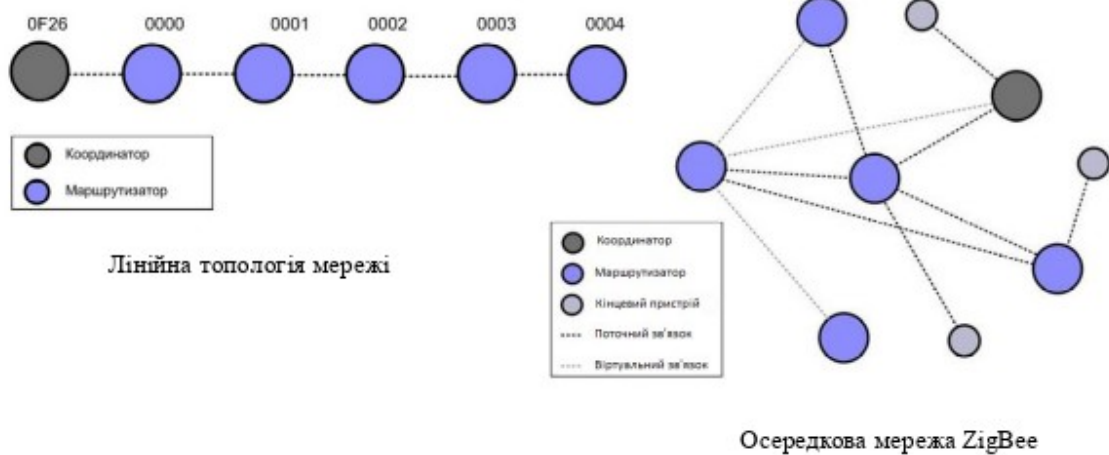 0F26 0000 0001 0002 0003 0004
Координатор
Маршрутизатор
Лінійна топологія мережі
Координатор
Маршрутизатор
Кінцевий пристрій
Поточний зв'язок
Віртуальний зв'язок
Осередкова мережа ZigBee